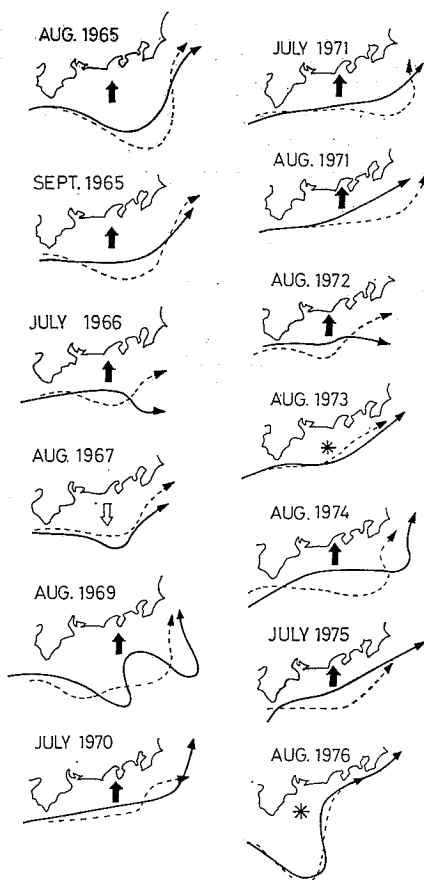 AUG. 1965
SEPT. 1965
JULY 1966
AUG. 1967
AUG. 1969
JULY 1970
JULY 1971
AUG. 1971
AUG. 1972
AUG. 1973
AUG. 1974
JULY 1975
AUG. 1976